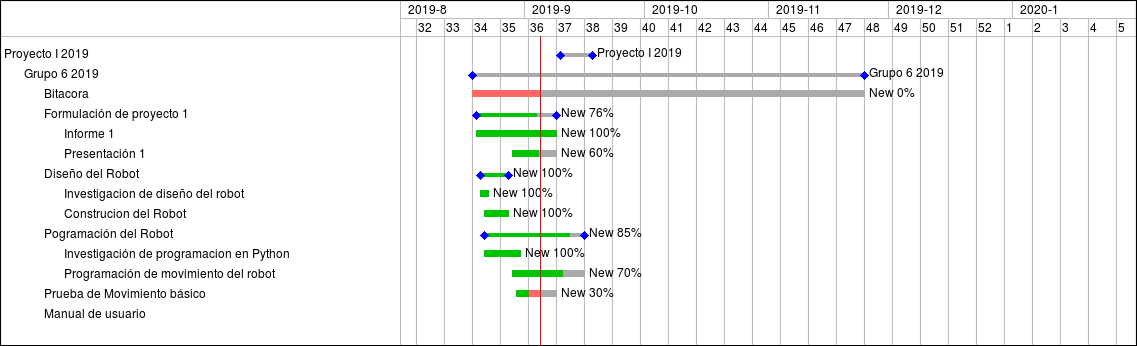 2019-8 2019-9 2019-10 2019-11 2019-12 2020-1
32 33 34 35 36 37 38 39 40 41 42 43 44 45 46 47 48 49 50 51 52 1 2 3 4 5
Proyecto I 2019 Proyecto I 2019
Grupo 6 2019 Grupo 6 2019
Bitacora New 0%
Formulación de proyecto 1 New 76%
Informe 1 New 100%
Presentación 1 New 60%
Diseño del Robot New 100%
Investigacion de diseño del robot New 100%
Construcion del Robot New 100%
Pogramación del Robot New 85%
Investigación de programacion en Python New 100%
Programación de movimiento del robot New 70%
Prueba de Movimiento básico New 30%
Manual de usuario